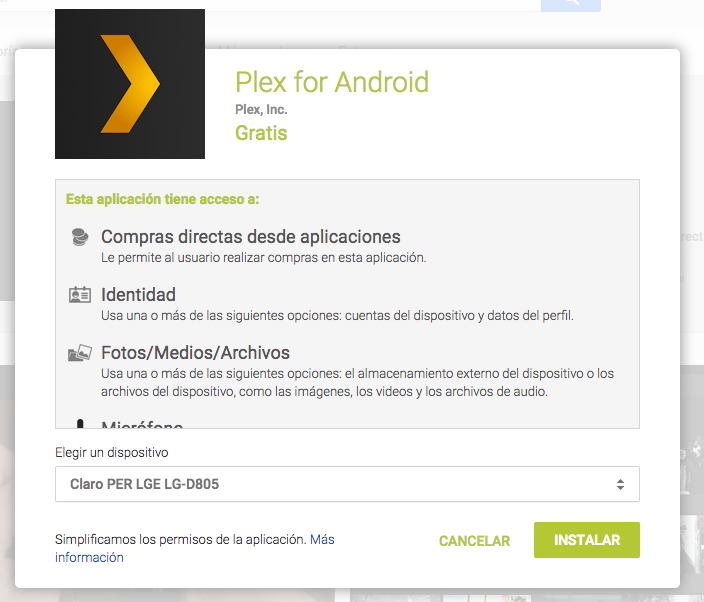 Plex for Android
Plex, Inc.
Gratis
Esta aplicación tiene acceso a:
Compras directas desde aplicaciones
Le permite al usuario realizar compras en esta aplicación.
Identidad
Usa una o más de las siguientes opciones: cuentas del dispositivo y datos del perfil.
Fotos/Medios/Archivos
Usa una o más de las siguientes opciones: el almacenamiento externo del dispositivo o los
archivos del dispositivo, como las imágenes, los videos y los archivos de audio.
Micrófono
Elegir un dispositivo
Claro PER LGE LG-D805
Simplificamos los permisos de la aplicación. Más
información
CANCELAR
INSTALAR